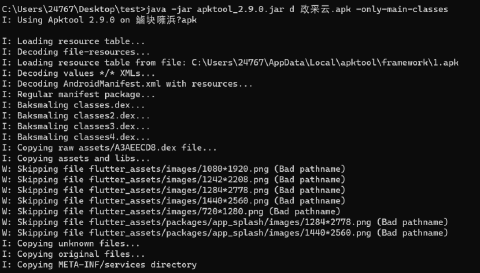 C:\Users\24767\Desktop\test>java -jar apktool_2.9.0.jar d 政采云.apk -only-main-classes
I: Using Apktool 2.9.0 on 鏀块噰浜?apk
I: Loading resource table...
I: Decoding file-resources...
I: Loading resource table from file: C:\Users\24767\AppData\Local\apktool\framework\1.apk
I: Decoding values */* XMLs...
I: Decoding AndroidManifest.xml with resources...
I: Regular manifest package...
I: Baksmaling classes.dex...
I: Baksmaling classes2.dex...
I: Baksmaling classes3.dex...
I: Baksmaling classes4.dex...
I: Copying raw assets/A3AEECD8.dex file...
I: Copying assets and libs...
W: Skipping file flutter_assets/images/1080*1920.png (Bad pathname)
W: Skipping file flutter_assets/images/1242*2208.png (Bad pathname)
W: Skipping file flutter_assets/images/1284*2778.png (Bad pathname)
W: Skipping file flutter_assets/images/1440*2560.png (Bad pathname)
W: Skipping file flutter_assets/images/720*1280.png (Bad pathname)
W: Skipping file flutter_assets/packages/app_splash/images/1284*2778.png (Bad pathname)
W: Skipping file flutter_assets/packages/app_splash/images/1440*2560.png (Bad pathname)
I: Copying unknown files...
I: Copying original files...
I: Copying META-INF/services directory